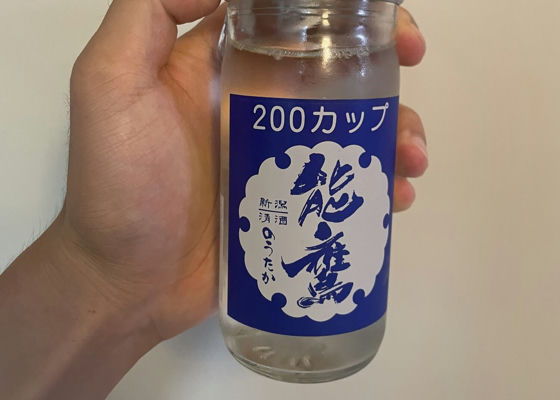 200カップ
能鷹
新潟
清酒
のうたか